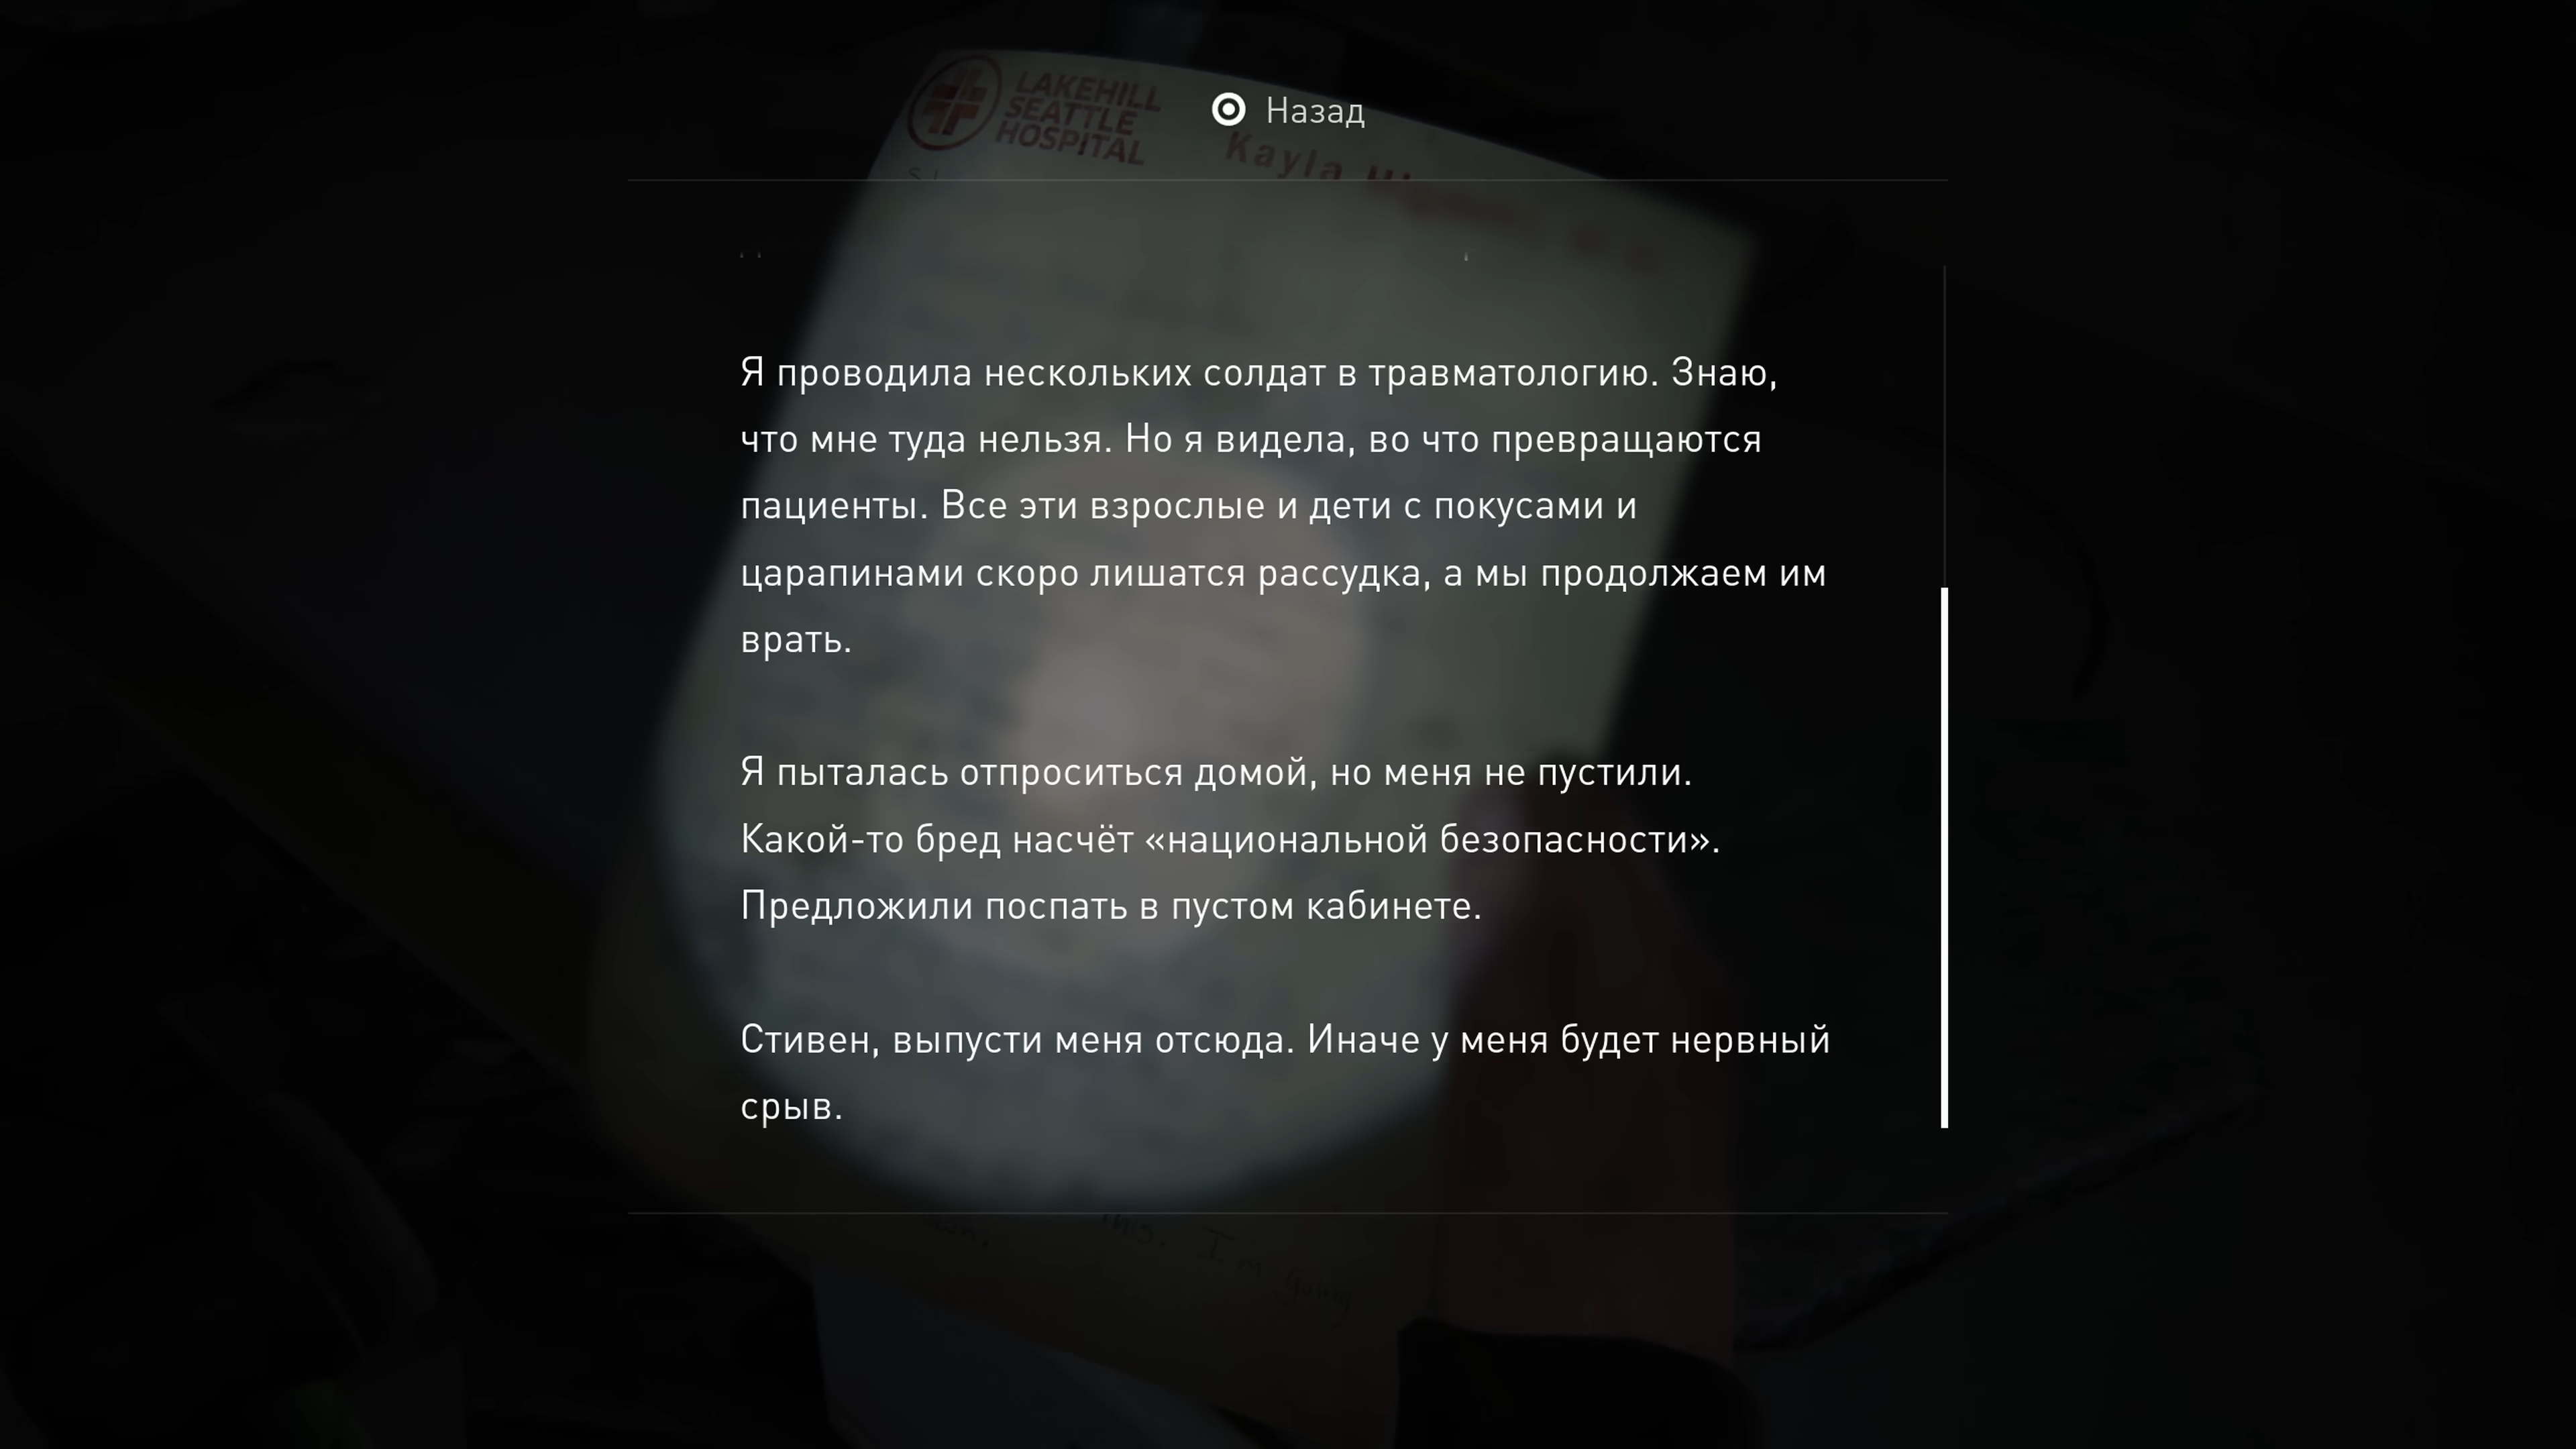 LAKEHILL
SEATTLE
HOSPITAL
Назад
Kayla
Я проводила нескольких солдат в травматологию. Знаю,
что мне туда нельзя. Но я видела, во что превращаются
пациенты. Все эти взрослые и дети с покусами и
царапинами скоро лишатся рассудка, а мы продолжаем им
врать.
Я пыталась отпроситься домой, но меня не пустили.
Какой-то бред насчёт «национальной безопасности».
Предложили поспать в пустом кабинете.
Стивен, выпусти меня отсюда. Иначе у меня будет нервный
срыв.
this. I'm going